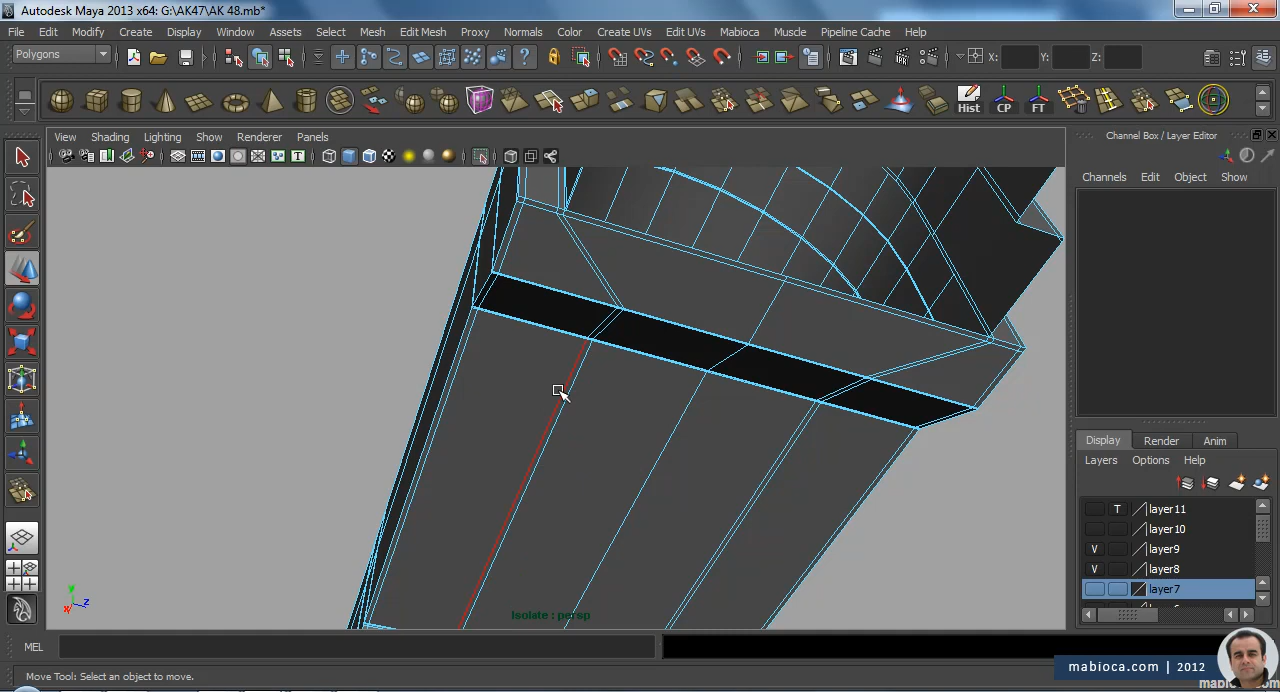 Autodesk Maya 2013 x64: G:\AK47\AK 48.mb*
File Edit Modify Create Display Window Assets Select Mesh Edit Mesh Proxy Normals Color Create UVs Edit UVs Mabioca Muscle Pipeline Cache Help
Polygons X: Y: Z:
Hist CP FT
View Shading Lighting Show Renderer Panels
Channel Box / Layer Editor
Channels Edit Object Show
Display Render Anim
Layers Options Help
T layer11
layer10
V layer9
V layer8
layer7
Isolate : persp
y
x z
MEL
mabioca.com | 2012
Move Tool: Select an object to move.
mabioca.com